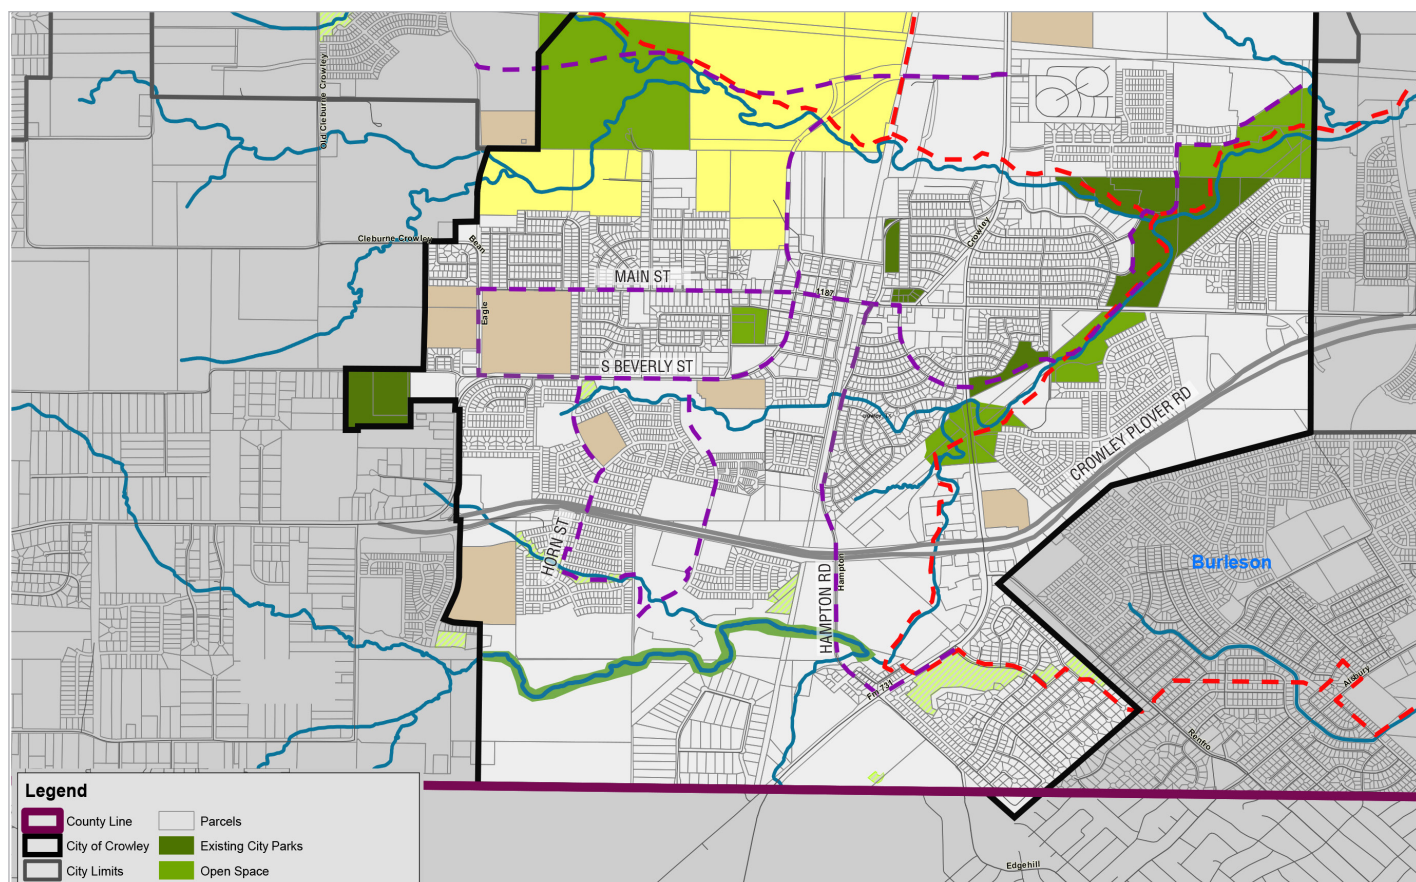 Old Cleburne Crowley
Cleburne Crowley
Bean
Crowley
MAIN ST
1187
Eagle
S BEVERLY ST
CROWLEY PLOVER RD
HORN ST
Hampton
HAMPTON RD
Burleson
Fm 731
Alsbury
Renfro
Edgehill
Legend
County Line
Parcels
City of Crowley
Existing City Parks
City Limits
Open Space